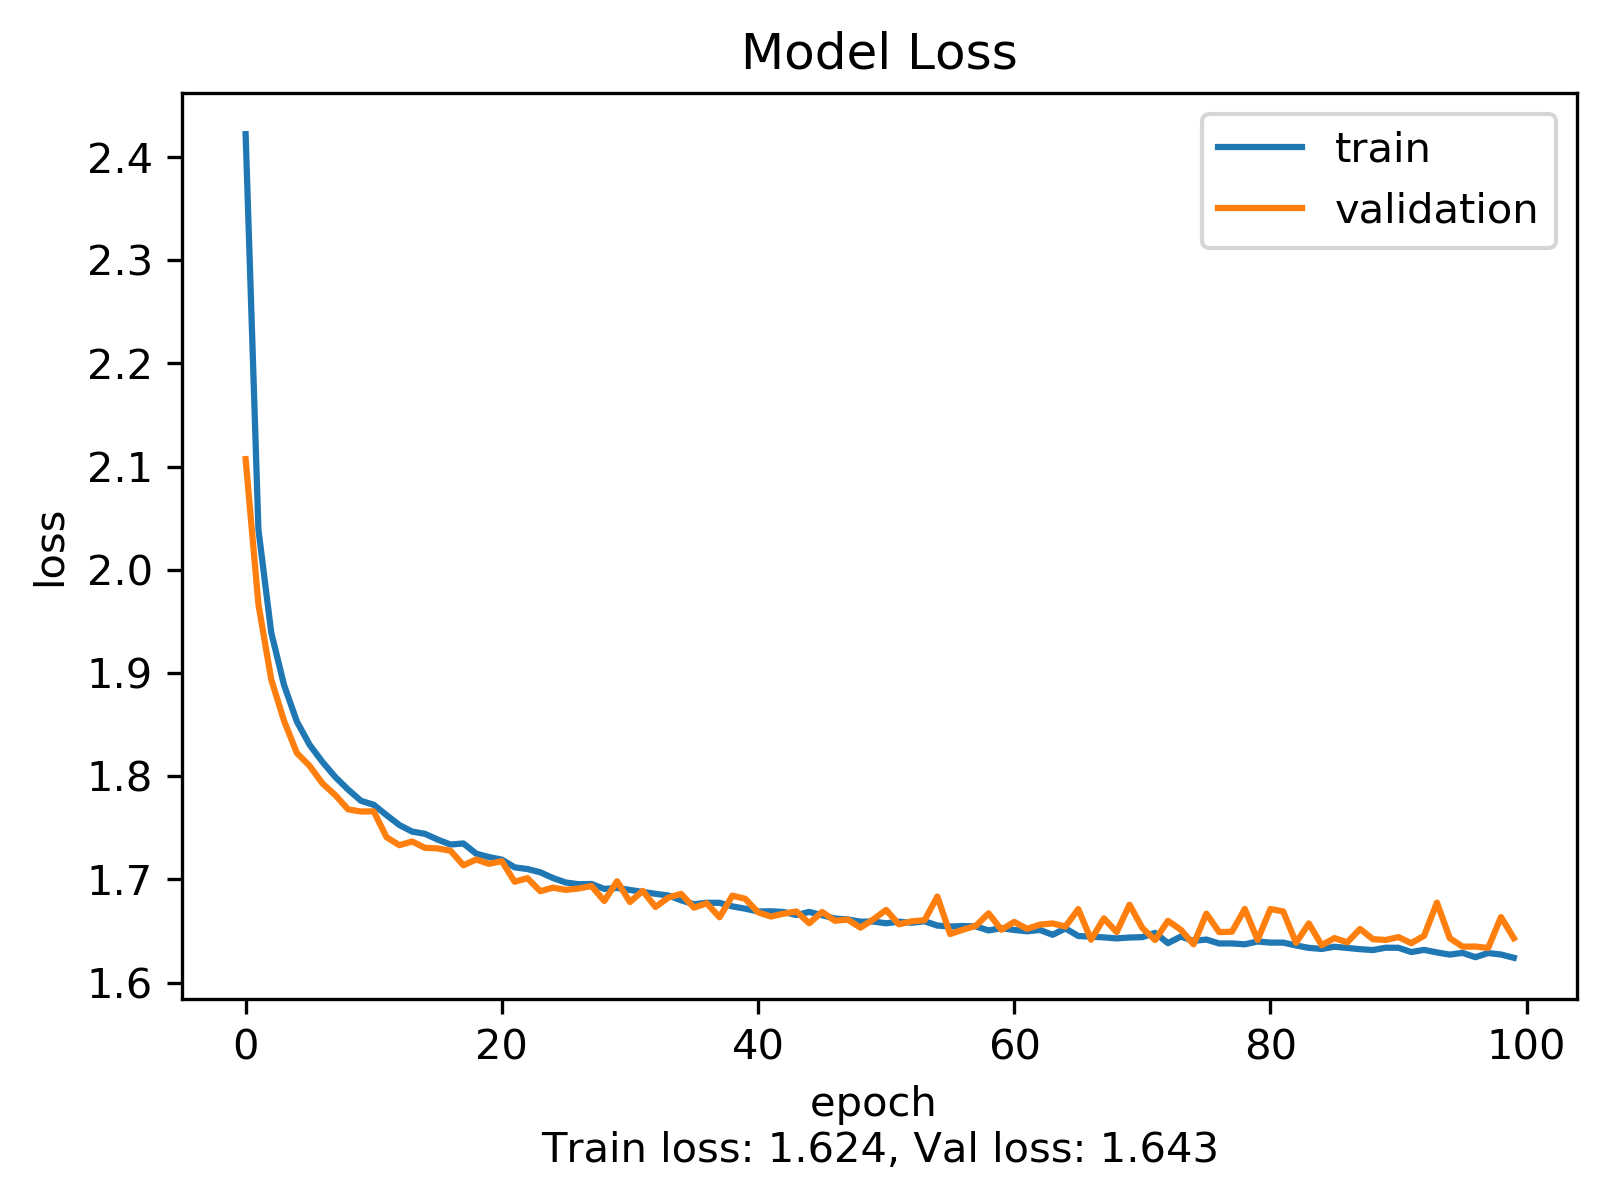 Model Loss
train
validation
2.4
2.3
2.2
2.1
2.0
1.9
1.8
1.7
1.6
loss
0 20 40 60 80 100
epoch
Train loss: 1.624, Val loss: 1.643